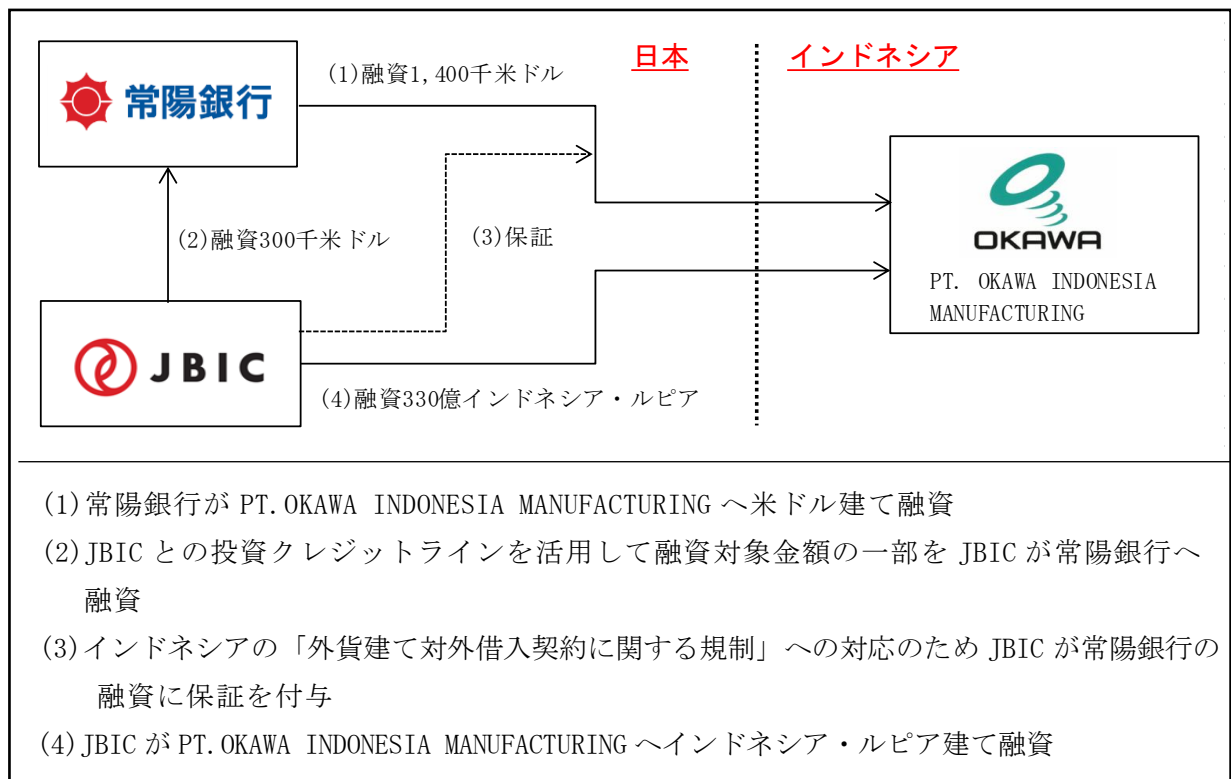 日本
インドネシア
(1)融資1,400千米ドル
常陽銀行
(2)融資300千米ドル
(3)保証
OKAWA
PT. OKAWA INDONESIA
MANUFACTURING
JBIC
(4)融資330億インドネシア・ルピア
(1)常陽銀行が PT.OKAWA INDONESIA MANUFACTURING へ米ドル建て融資
(2)JBIC との投資クレジットラインを活用して融資対象金額の一部を JBIC が常陽銀行へ
融資
(3)インドネシアの「外貨建て対外借入契約に関する規制」への対応のため JBIC が常陽銀行の
融資に保証を付与
(4)JBIC が PT.OKAWA INDONESIA MANUFACTURING へインドネシア・ルピア建て融資